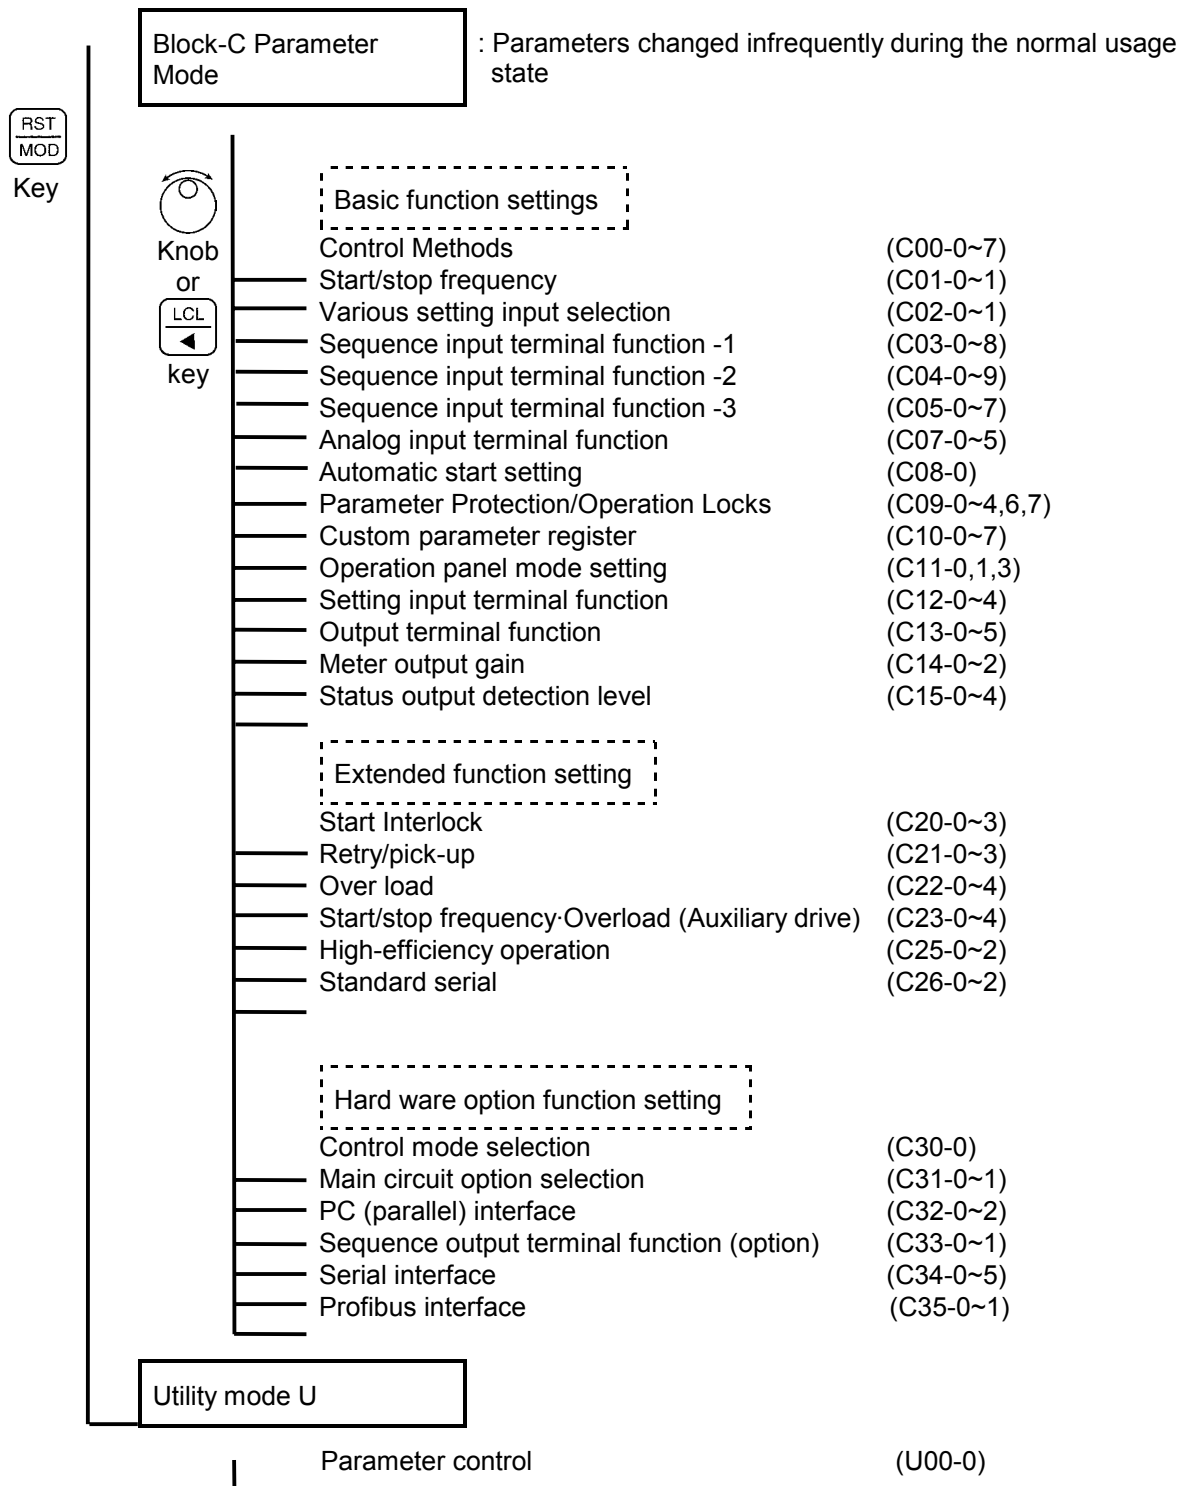 Block-C Parameter : Parameters changed infrequently during the normal usage
Mode state
RST
MOD
Key
Basic function settings
Knob
or
LCL
◀
key
Control Methods (C00-0~7)
Start/stop frequency (C01-0~1)
Various setting input selection (C02-0~1)
Sequence input terminal function -1 (C03-0~8)
Sequence input terminal function -2 (C04-0~9)
Sequence input terminal function -3 (C05-0~7)
Analog input terminal function (C07-0~5)
Automatic start setting (C08-0)
Parameter Protection/Operation Locks (C09-0~4,6,7)
Custom parameter register (C10-0~7)
Operation panel mode setting (C11-0,1,3)
Setting input terminal function (C12-0~4)
Output terminal function (C13-0~5)
Meter output gain (C14-0~2)
Status output detection level (C15-0~4)
Extended function setting
Start Interlock (C20-0~3)
Retry/pick-up (C21-0~3)
Over load (C22-0~4)
Start/stop frequency·Overload (Auxiliary drive) (C23-0~4)
High-efficiency operation (C25-0~2)
Standard serial (C26-0~2)
Hard ware option function setting
Control mode selection (C30-0)
Main circuit option selection (C31-0~1)
PC (parallel) interface (C32-0~2)
Sequence output terminal function (option) (C33-0~1)
Serial interface (C34-0~5)
Profibus interface (C35-0~1)
Utility mode U
Parameter control (U00-0)